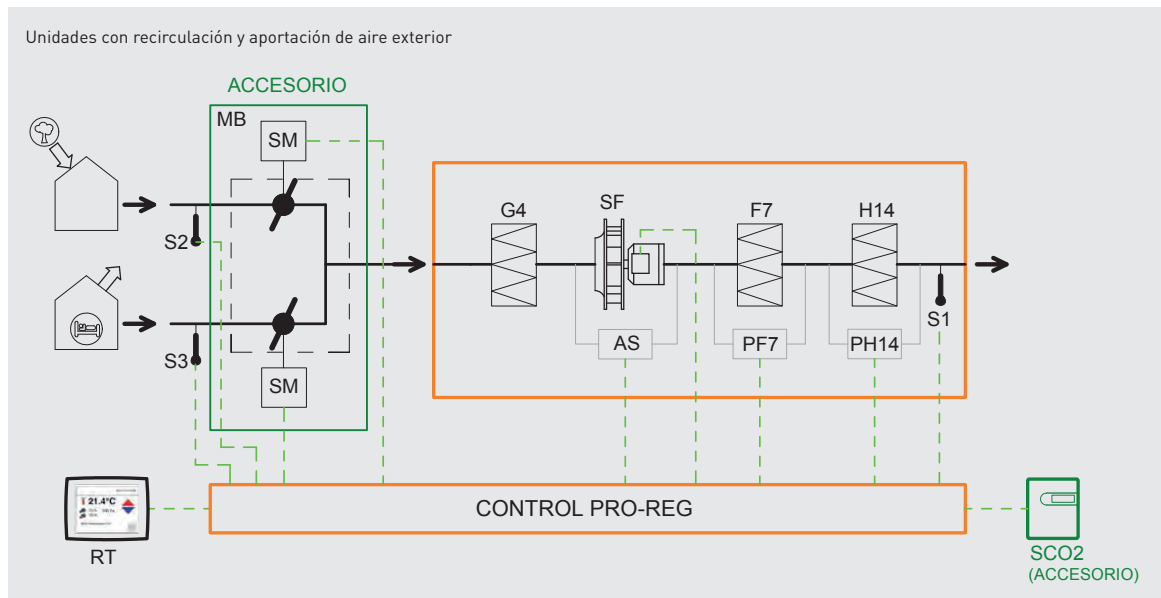 Unidades con recirculación y aportación de aire exterior
ACCESORIO
MB
SM
S2
S3
SM
G4
SF
F7
H14
AS
PF7
PH14
S1
21.4°C
RT
CONTROL PRO-REG
SCO2
(ACCESORIO)